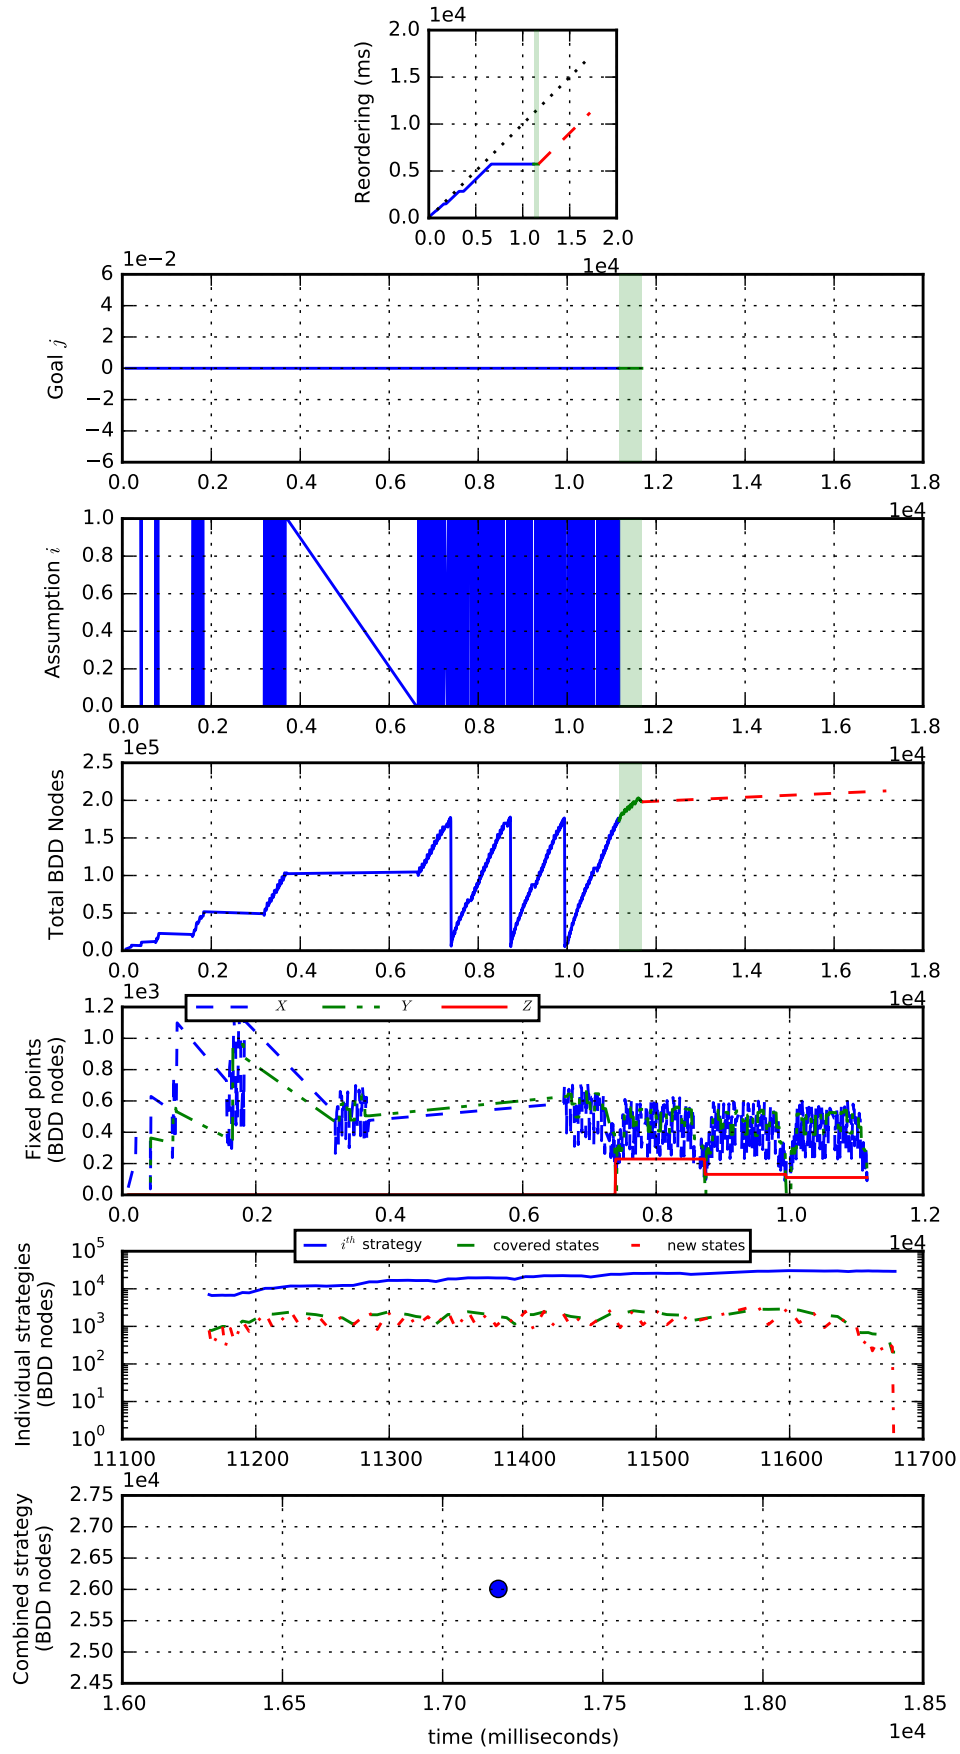 1e4
2.0
1.5
1.0
0.5
0.0
Reordering (ms)
0.0 0.5 1.0 1.5 2.0
1e4
1e−2
6
4
2
0
−2
−4
−6
Goal j
0.0 0.2 0.4 0.6 0.8 1.0 1.2 1.4 1.6 1.8
1e4
1.0
0.8
0.6
0.4
0.2
0.0
Assumption i
0.0 0.2 0.4 0.6 0.8 1.0 1.2 1.4 1.6 1.8
1e4
1e5
2.5
2.0
1.5
1.0
0.5
0.0
Total BDD Nodes
0.0 0.2 0.4 0.6 0.8 1.0 1.2 1.4 1.6 1.8
1e4
1e3
X Y Z
1.2
1.0
0.8
0.6
0.4
0.2
0.0
Fixed points
(BDD nodes)
0.0 0.2 0.4 0.6 0.8 1.0 1.2
1e4
i^th strategy covered states new states
10^5
10^4
10^3
10^2
10^1
10^0
Individual strategies
(BDD nodes)
11100 11200 11300 11400 11500 11600 11700
1e4
2.75
2.70
2.65
2.60
2.55
2.50
2.45
Combined strategy
(BDD nodes)
1.60 1.65 1.70 1.75 1.80 1.85
time (milliseconds)
1e4